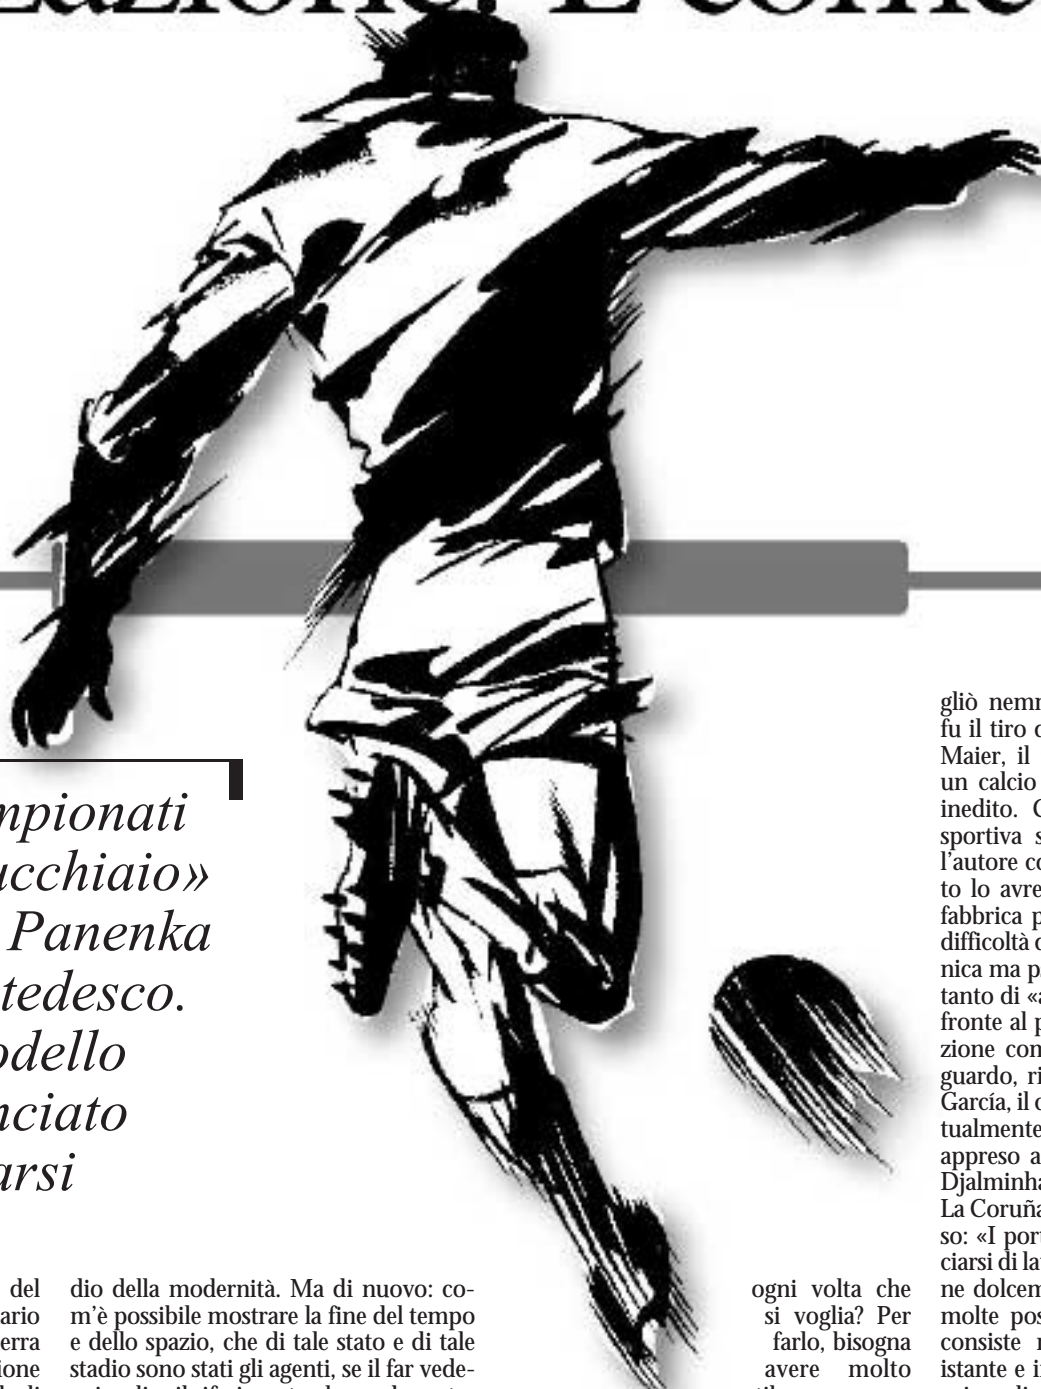 lazione. È come
mpionati
ucchiaio»
Panenka
tedesco.
odello
nciato
arsi
del
ario
erra
ione
dio della modernità. Ma di nuovo: co-
m'è possibile mostrare la fine del tempo
e dello spazio, che di tale stato e di tale
stadio sono stati gli agenti, se il far vede-
ogni volta che
si voglia? Per
farlo, bisogna
avere molto
gliò nemm
fu il tiro d
Maier, il
un calcio
inedito. C
sportiva s
l'autore co
to lo avre
fabbrica p
difficoltà d
nica ma p
tanto di «a
fronte al p
zione con
guardo, ri
García, il d
tualmente
appreso a
Djalminha
La Coruña
so: «I port
ciarsi di la
ne dolcem
molte pos
consiste n
istante e i